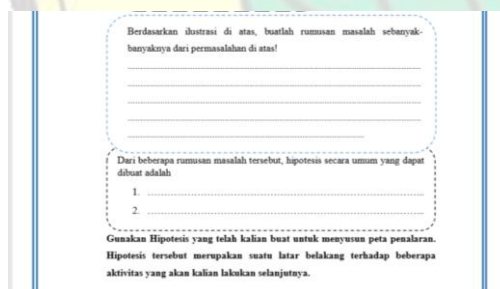 Berdasarkan ilustrasi di atas, buatlah rumusan masalah sebanyak-
banyaknya dari permasalahan di atas!
Dari beberapa rumusan masalah tersebut, hipotesis secara umum yang dapat
dibuat adalah
1.
2.
Gunakan Hipotesis yang telah kalian buat untuk menyusun peta penalaran.
Hipotesis tersebut merupakan suatu latar belakang terhadap beberapa
aktivitas yang akan kalian lakukan selanjutnya.